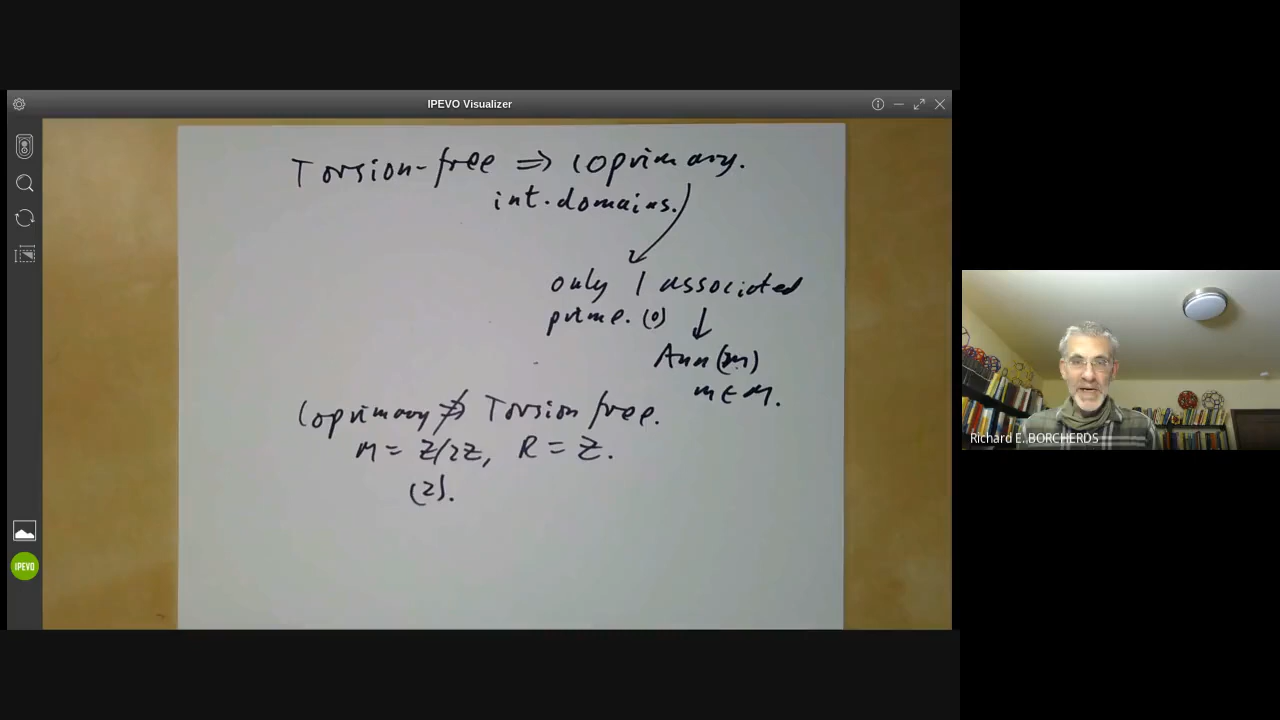 IPEVO Visualizer
Torsion-free ⇒ coprimary.
int. domains.
only 1 associated
prime. (0)
Ann(m)
m ∈ M.
coprimary ⇏ Torsion free.
M = Z/2Z, R = Z.
(2).
IPEVO
Richard E. BORCHERDS